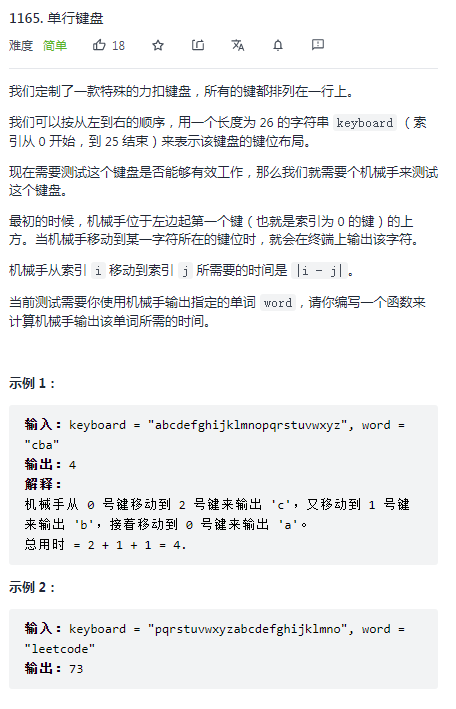 1165. 单行键盘
难度 简单 18
我们定制了一款特殊的力扣键盘，所有的键都排列在一行上。
我们可以按从左到右的顺序，用一个长度为 26 的字符串 keyboard （索
引从 0 开始，到 25 结束）来表示该键盘的键位布局。
现在需要测试这个键盘是否能够有效工作，那么我们就需要个机械手来测试
这个键盘。
最初的时候，机械手位于左边起第一个键（也就是索引为 0 的键）的上
方。当机械手移动到某一字符所在的键位时，就会在终端上输出该字符。
机械手从索引 i 移动到索引 j 所需要的时间是 |i - j|。
当前测试需要你使用机械手输出指定的单词 word，请你编写一个函数来
计算机械手输出该单词所需的时间。
示例 1：
输入：keyboard = "abcdefghijklmnopqrstuvwxyz", word =
"cba"
输出：4
解释：
机械手从 0 号键移动到 2 号键来输出 'c'，又移动到 1 号键
来输出 'b'，接着移动到 0 号键来输出 'a'。
总用时 = 2 + 1 + 1 = 4.
示例 2：
输入：keyboard = "pqrstuvwxyzabcdefghijklmno", word =
"leetcode"
输出：73